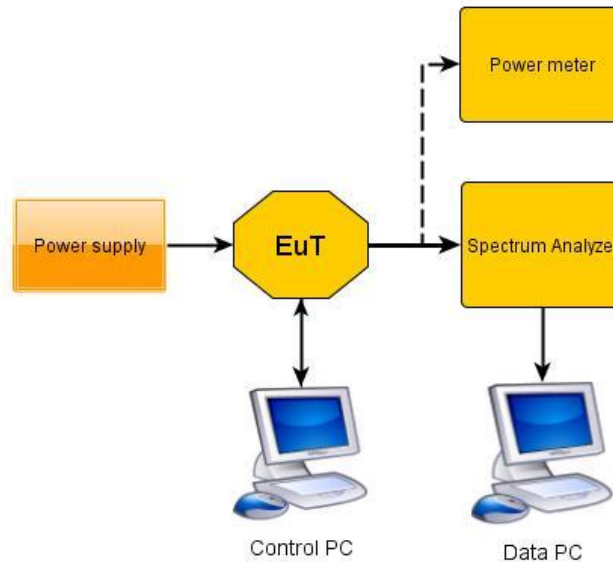 Power meter
Power supply
EuT
Spectrum Analyze
Control PC
Data PC